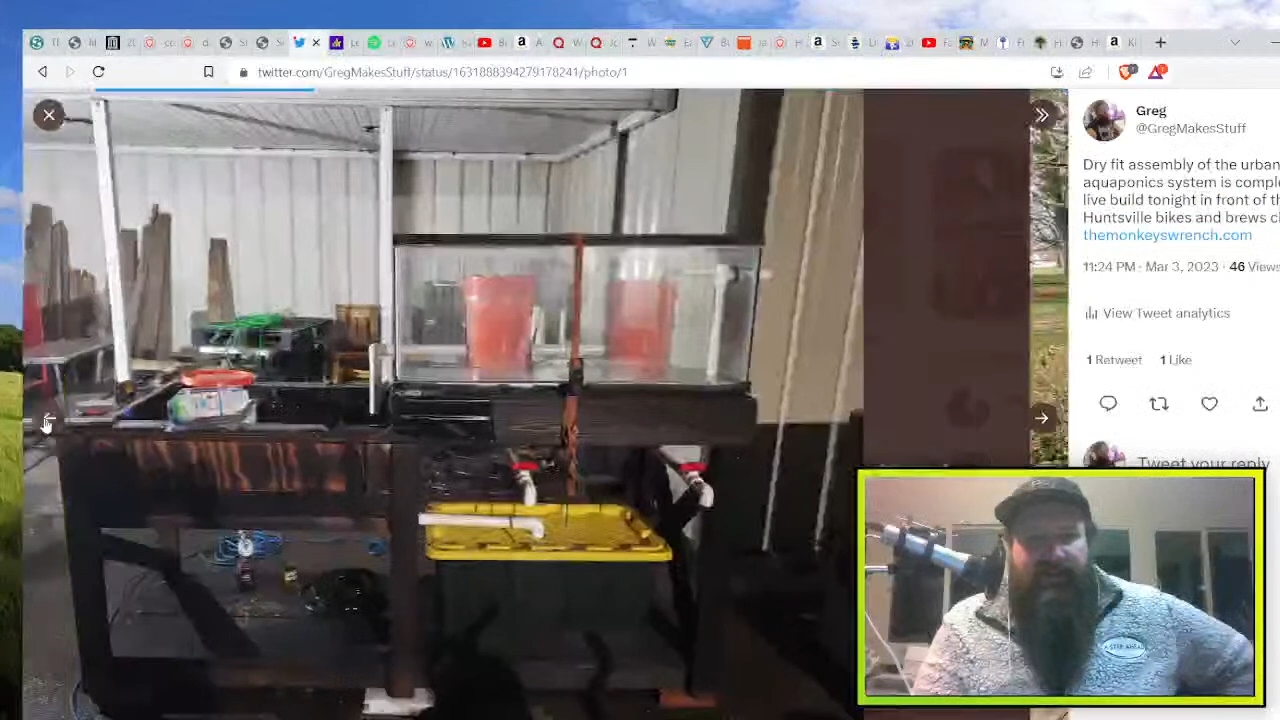 twitter.com/GregMakesStuff/status/1631888394279178241/photo/1
Greg
@GregMakesStuff
Dry fit assembly of the urban
aquaponics system is comple
live build tonight in front of th
Huntsville bikes and brews o
themonkeyswrench.com
11:24 PM · Mar 3, 2023 · 46 Views
View Tweet analytics
1 Retweet 1 Like
Tweet your reply
A STEP AHEAD